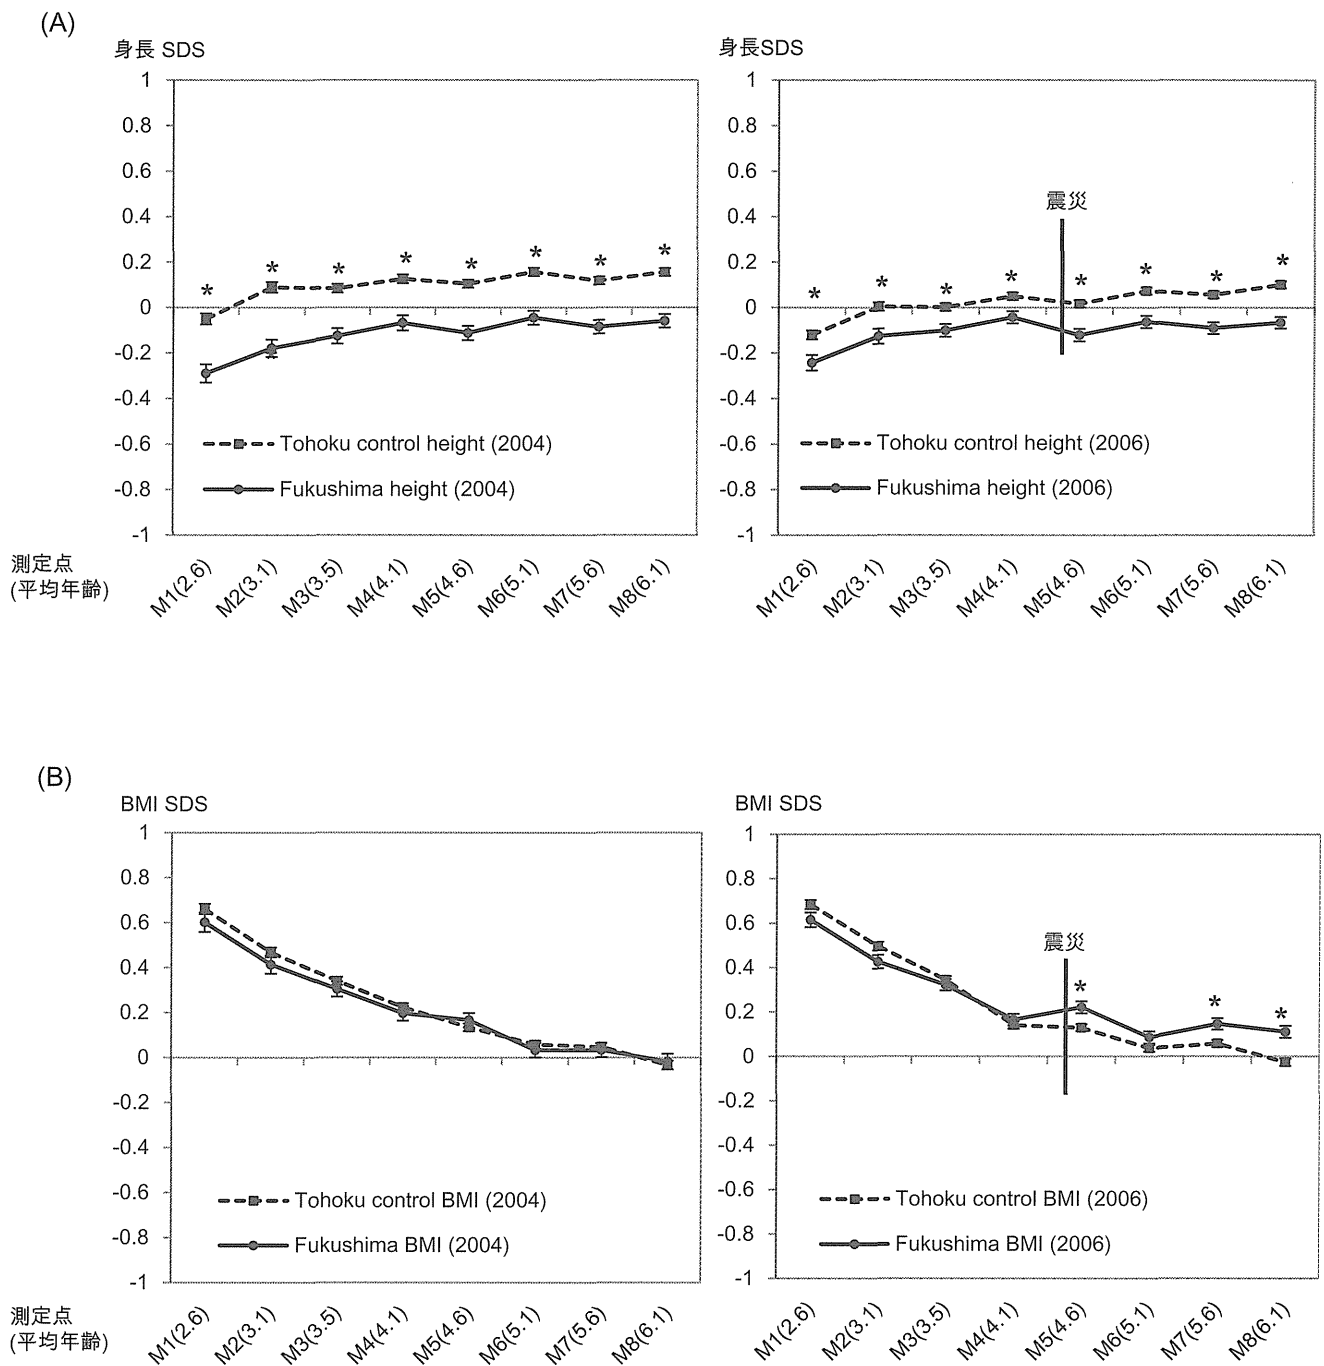 (A)
身長 SDS
1
0.8
0.6
0.4
0.2
0
-0.2
-0.4
-0.6
-0.8
-1
* * * * * * * *
Tohoku control height (2004)
Fukushima height (2004)
測定点
(平均年齢)
M1(2.6)
M2(3.1)
M3(3.5)
M4(4.1)
M5(4.6)
M6(5.1)
M7(5.6)
M8(6.1)
身長SDS
1
0.8
0.6
0.4
0.2
0
-0.2
-0.4
-0.6
-0.8
-1
震災
* * * * * * * *
Tohoku control height (2006)
Fukushima height (2006)
M1(2.6)
M2(3.1)
M3(3.5)
M4(4.1)
M5(4.6)
M6(5.1)
M7(5.6)
M8(6.1)
(B)
BMI SDS
1
0.8
0.6
0.4
0.2
0
-0.2
-0.4
-0.6
-0.8
-1
Tohoku control BMI (2004)
Fukushima BMI (2004)
測定点
(平均年齢)
M1(2.6)
M2(3.1)
M3(3.5)
M4(4.1)
M5(4.6)
M6(5.1)
M7(5.6)
M8(6.1)
BMI SDS
1
0.8
0.6
0.4
0.2
0
-0.2
-0.4
-0.6
-0.8
-1
震災
* * *
Tohoku control BMI (2006)
Fukushima BMI (2006)
M1(2.6)
M2(3.1)
M3(3.5)
M4(4.1)
M5(4.6)
M6(5.1)
M7(5.6)
M8(6.1)